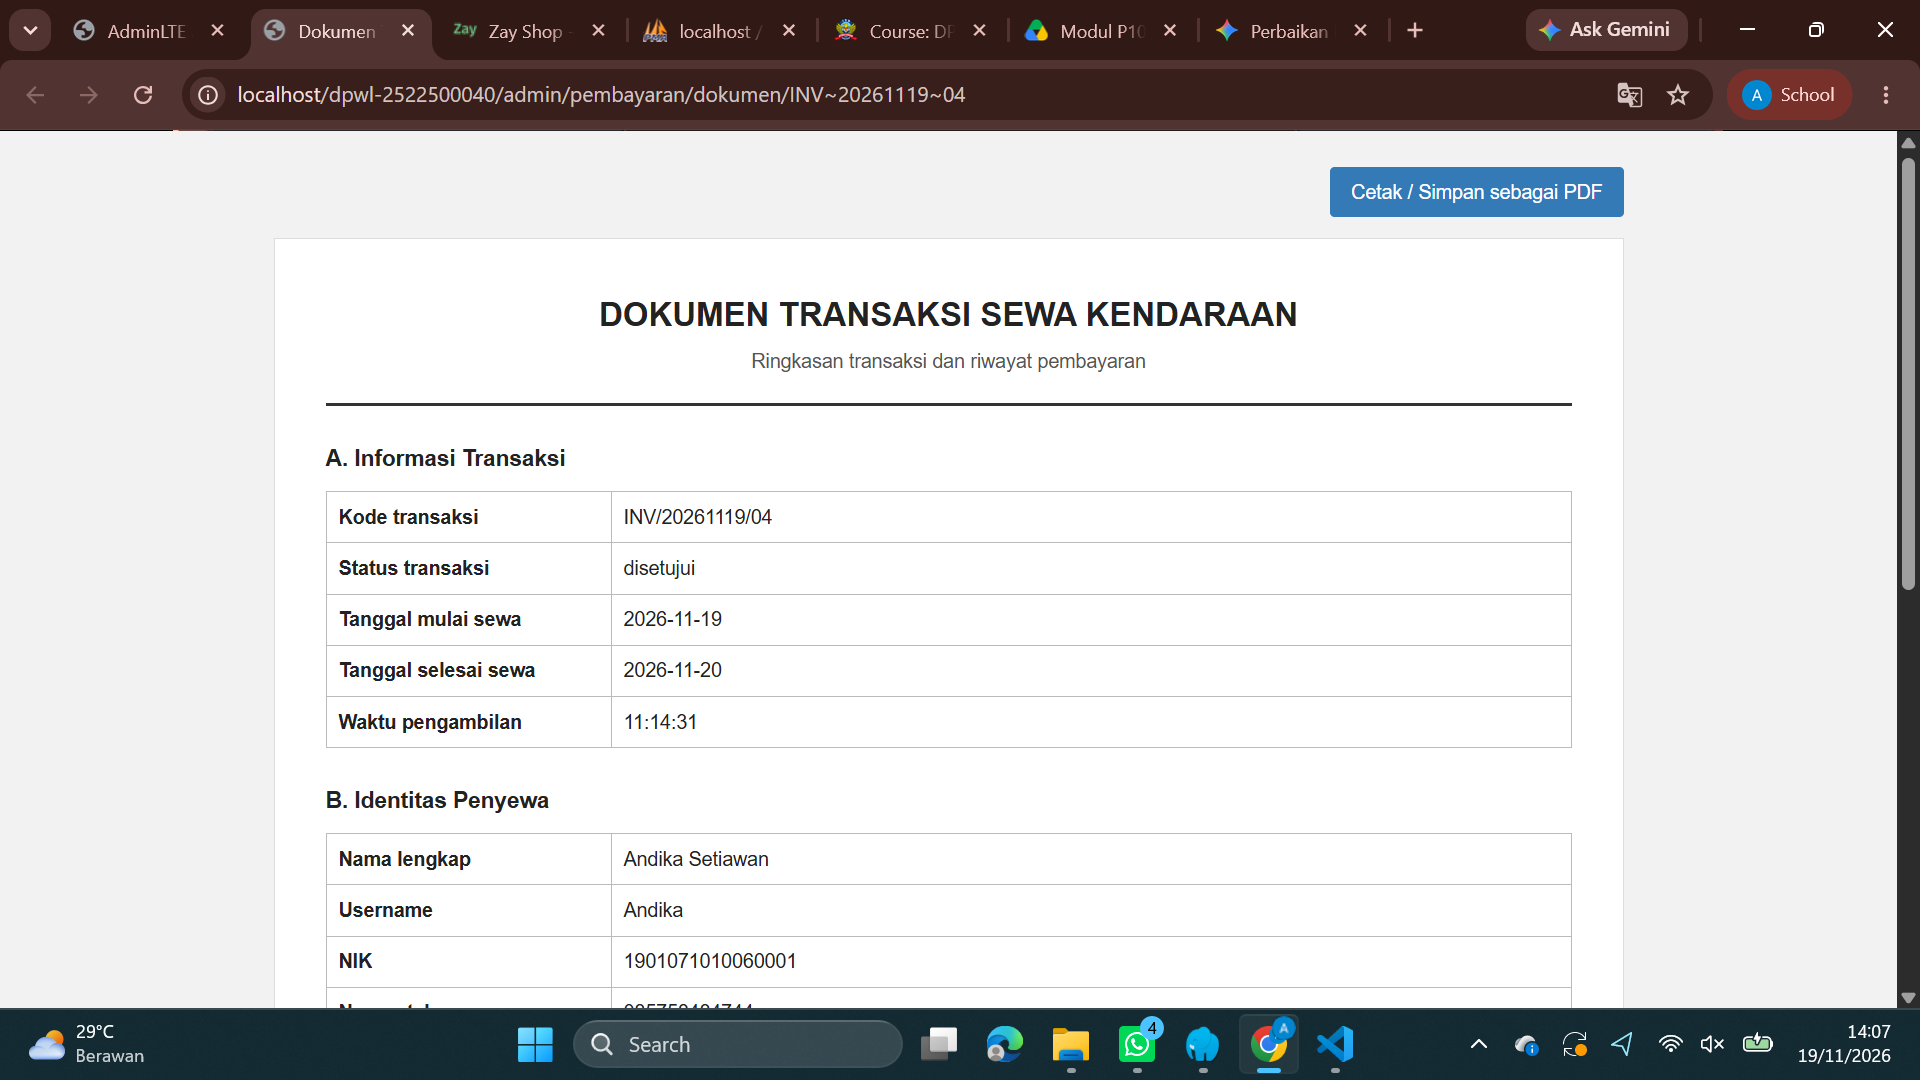 AdminLTE
Dokumen
Zay Zay Shop
localhost /
Course: DP
Modul P10
Perbaikan
Ask Gemini
localhost/dpwl-2522500040/admin/pembayaran/dokumen/INV~20261119~04
A School
Cetak / Simpan sebagai PDF
DOKUMEN TRANSAKSI SEWA KENDARAAN
Ringkasan transaksi dan riwayat pembayaran
A. Informasi Transaksi
Kode transaksi INV/20261119/04
Status transaksi disetujui
Tanggal mulai sewa 2026-11-19
Tanggal selesai sewa 2026-11-20
Waktu pengambilan 11:14:31
B. Identitas Penyewa
Nama lengkap Andika Setiawan
Username Andika
NIK 1901071010060001
29°C
Berawan
Search
4
A
14:07
19/11/2026